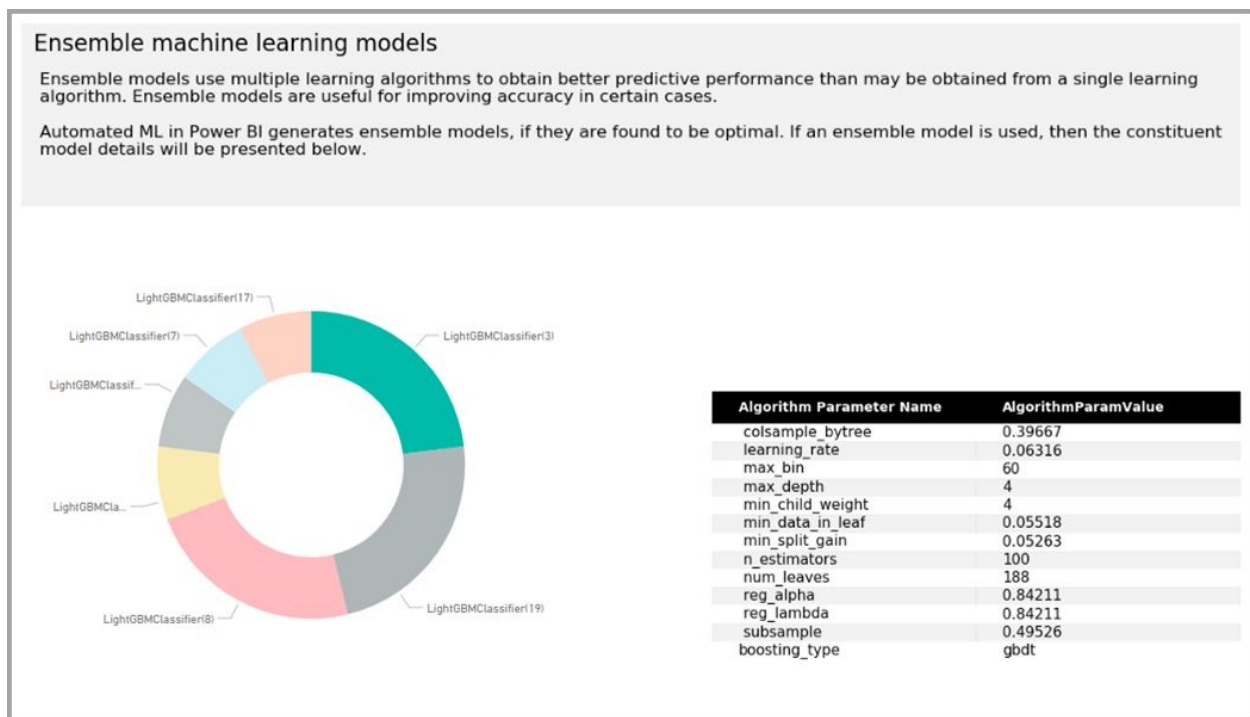 Ensemble machine learning models
Ensemble models use multiple learning algorithms to obtain better predictive performance than may be obtained from a single learning
algorithm. Ensemble models are useful for improving accuracy in certain cases.
Automated ML in Power BI generates ensemble models, if they are found to be optimal. If an ensemble model is used, then the constituent
model details will be presented below.
LightGBMClassifier(17)
LightGBMClassifier(7)
LightGBMClassifier(3)
LightGBMClassif...
LightGBMCla...
LightGBMClassifier(19)
LightGBMClassifier(8)
Algorithm Parameter Name AlgorithmParamValue
colsample_bytree 0.39667
learning_rate 0.06316
max_bin 60
max_depth 4
min_child_weight 4
min_data_in_leaf 0.05518
min_split_gain 0.05263
n_estimators 100
num_leaves 188
reg_alpha 0.84211
reg_lambda 0.84211
subsample 0.49526
boosting_type gbdt